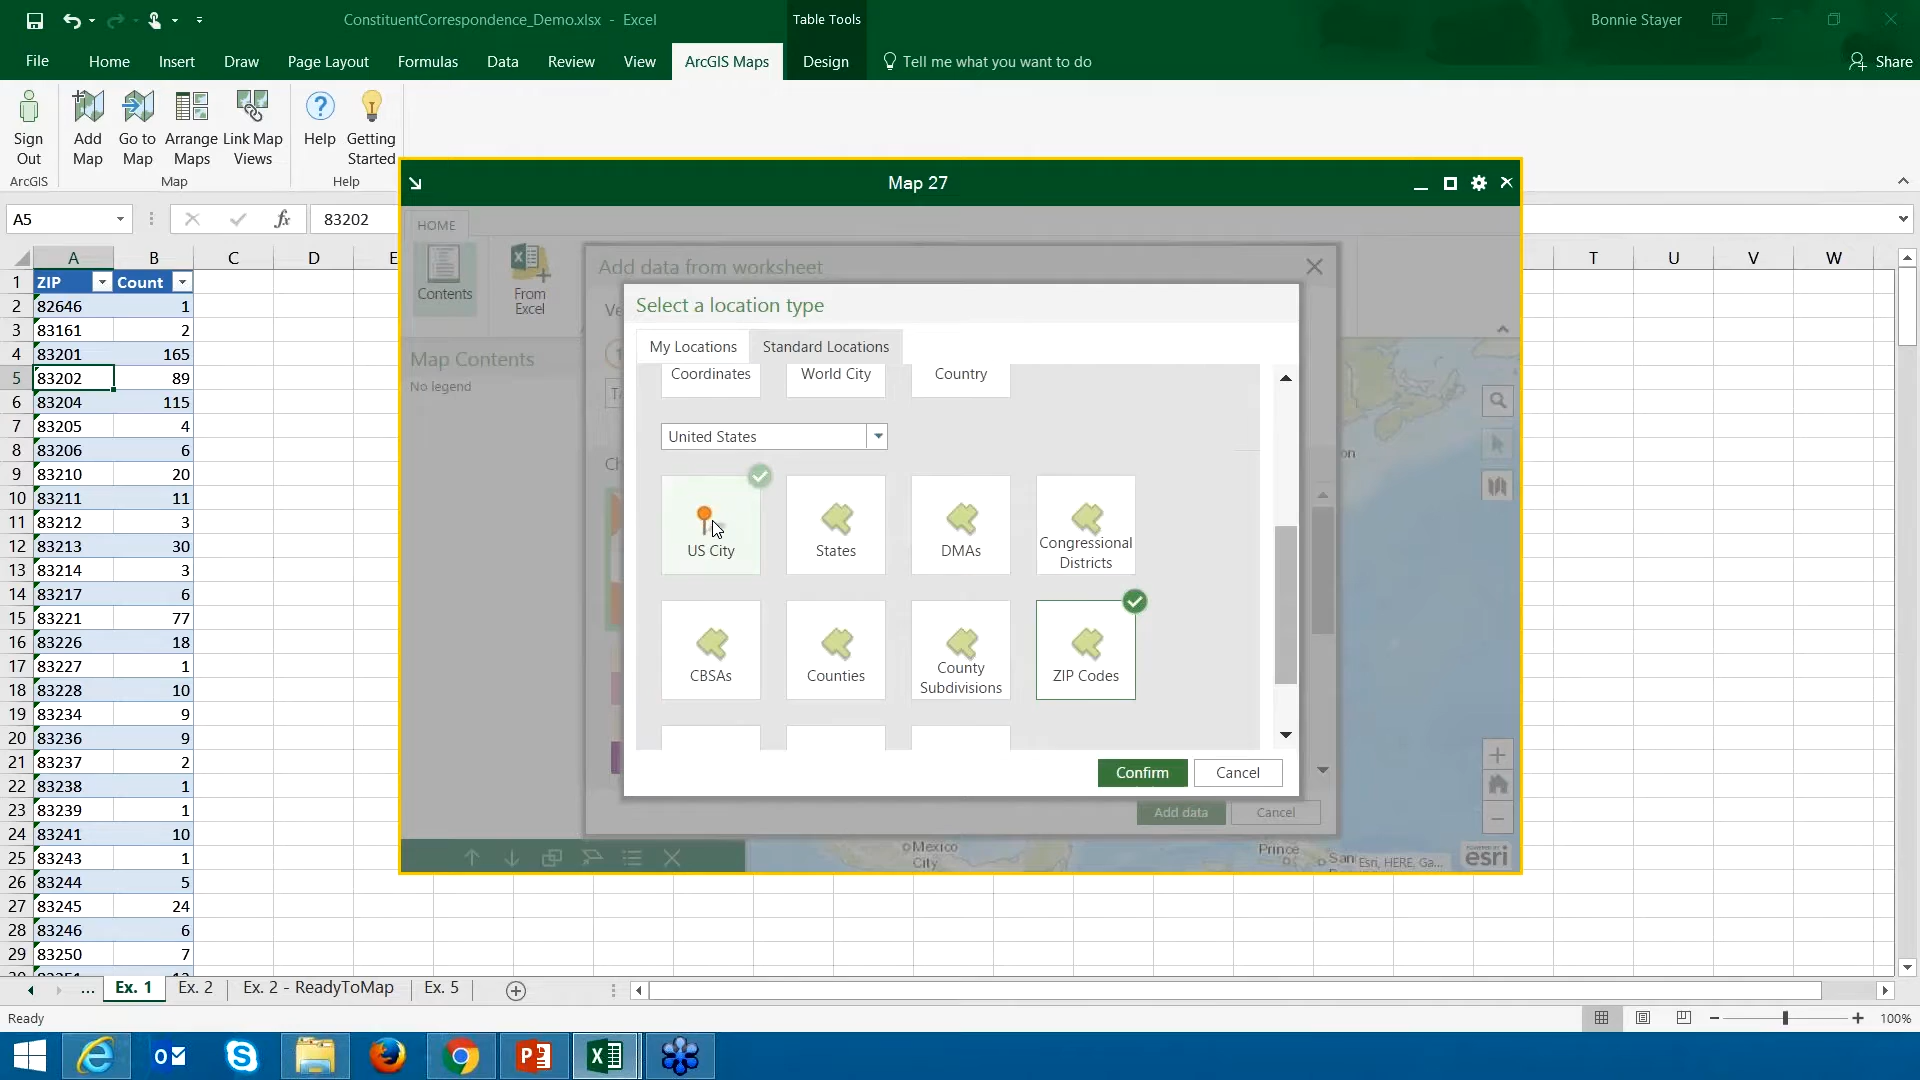 ConstituentCorrespondence_Demo.xlsx - Excel
Table Tools
Bonnie Stayer
File Home Insert Draw Page Layout Formulas Data Review View ArcGIS Maps Design Tell me what you want to do Share
Sign Out
Add Map
Go to Map
Arrange Maps
Link Map Views
Help
Getting Started
ArcGIS Map Help
A5 fx 83202
Map 27
HOME
Contents
From Excel
Map Contents
No legend
Add data from worksheet
Select a location type
My Locations Standard Locations
Coordinates World City Country
United States
US City States DMAs Congressional Districts
CBSAs Counties County Subdivisions ZIP Codes
Confirm Cancel
Add data Cancel
Mexico City
Prince
San
Esri, HERE, Ga...
esri
A B C D E T U V W
1 ZIP Count
2 82646 1
3 83161 2
4 83201 165
5 83202 89
6 83204 115
7 83205 4
8 83206 6
9 83210 20
10 83211 11
11 83212 3
12 83213 30
13 83214 3
14 83217 6
15 83221 77
16 83226 18
17 83227 1
18 83228 10
19 83234 9
20 83236 9
21 83237 2
22 83238 1
23 83239 1
24 83241 10
25 83243 1
26 83244 5
27 83245 24
28 83246 6
29 83250 7
... Ex. 1 Ex. 2 Ex. 2 - ReadyToMap Ex. 5
Ready
100%